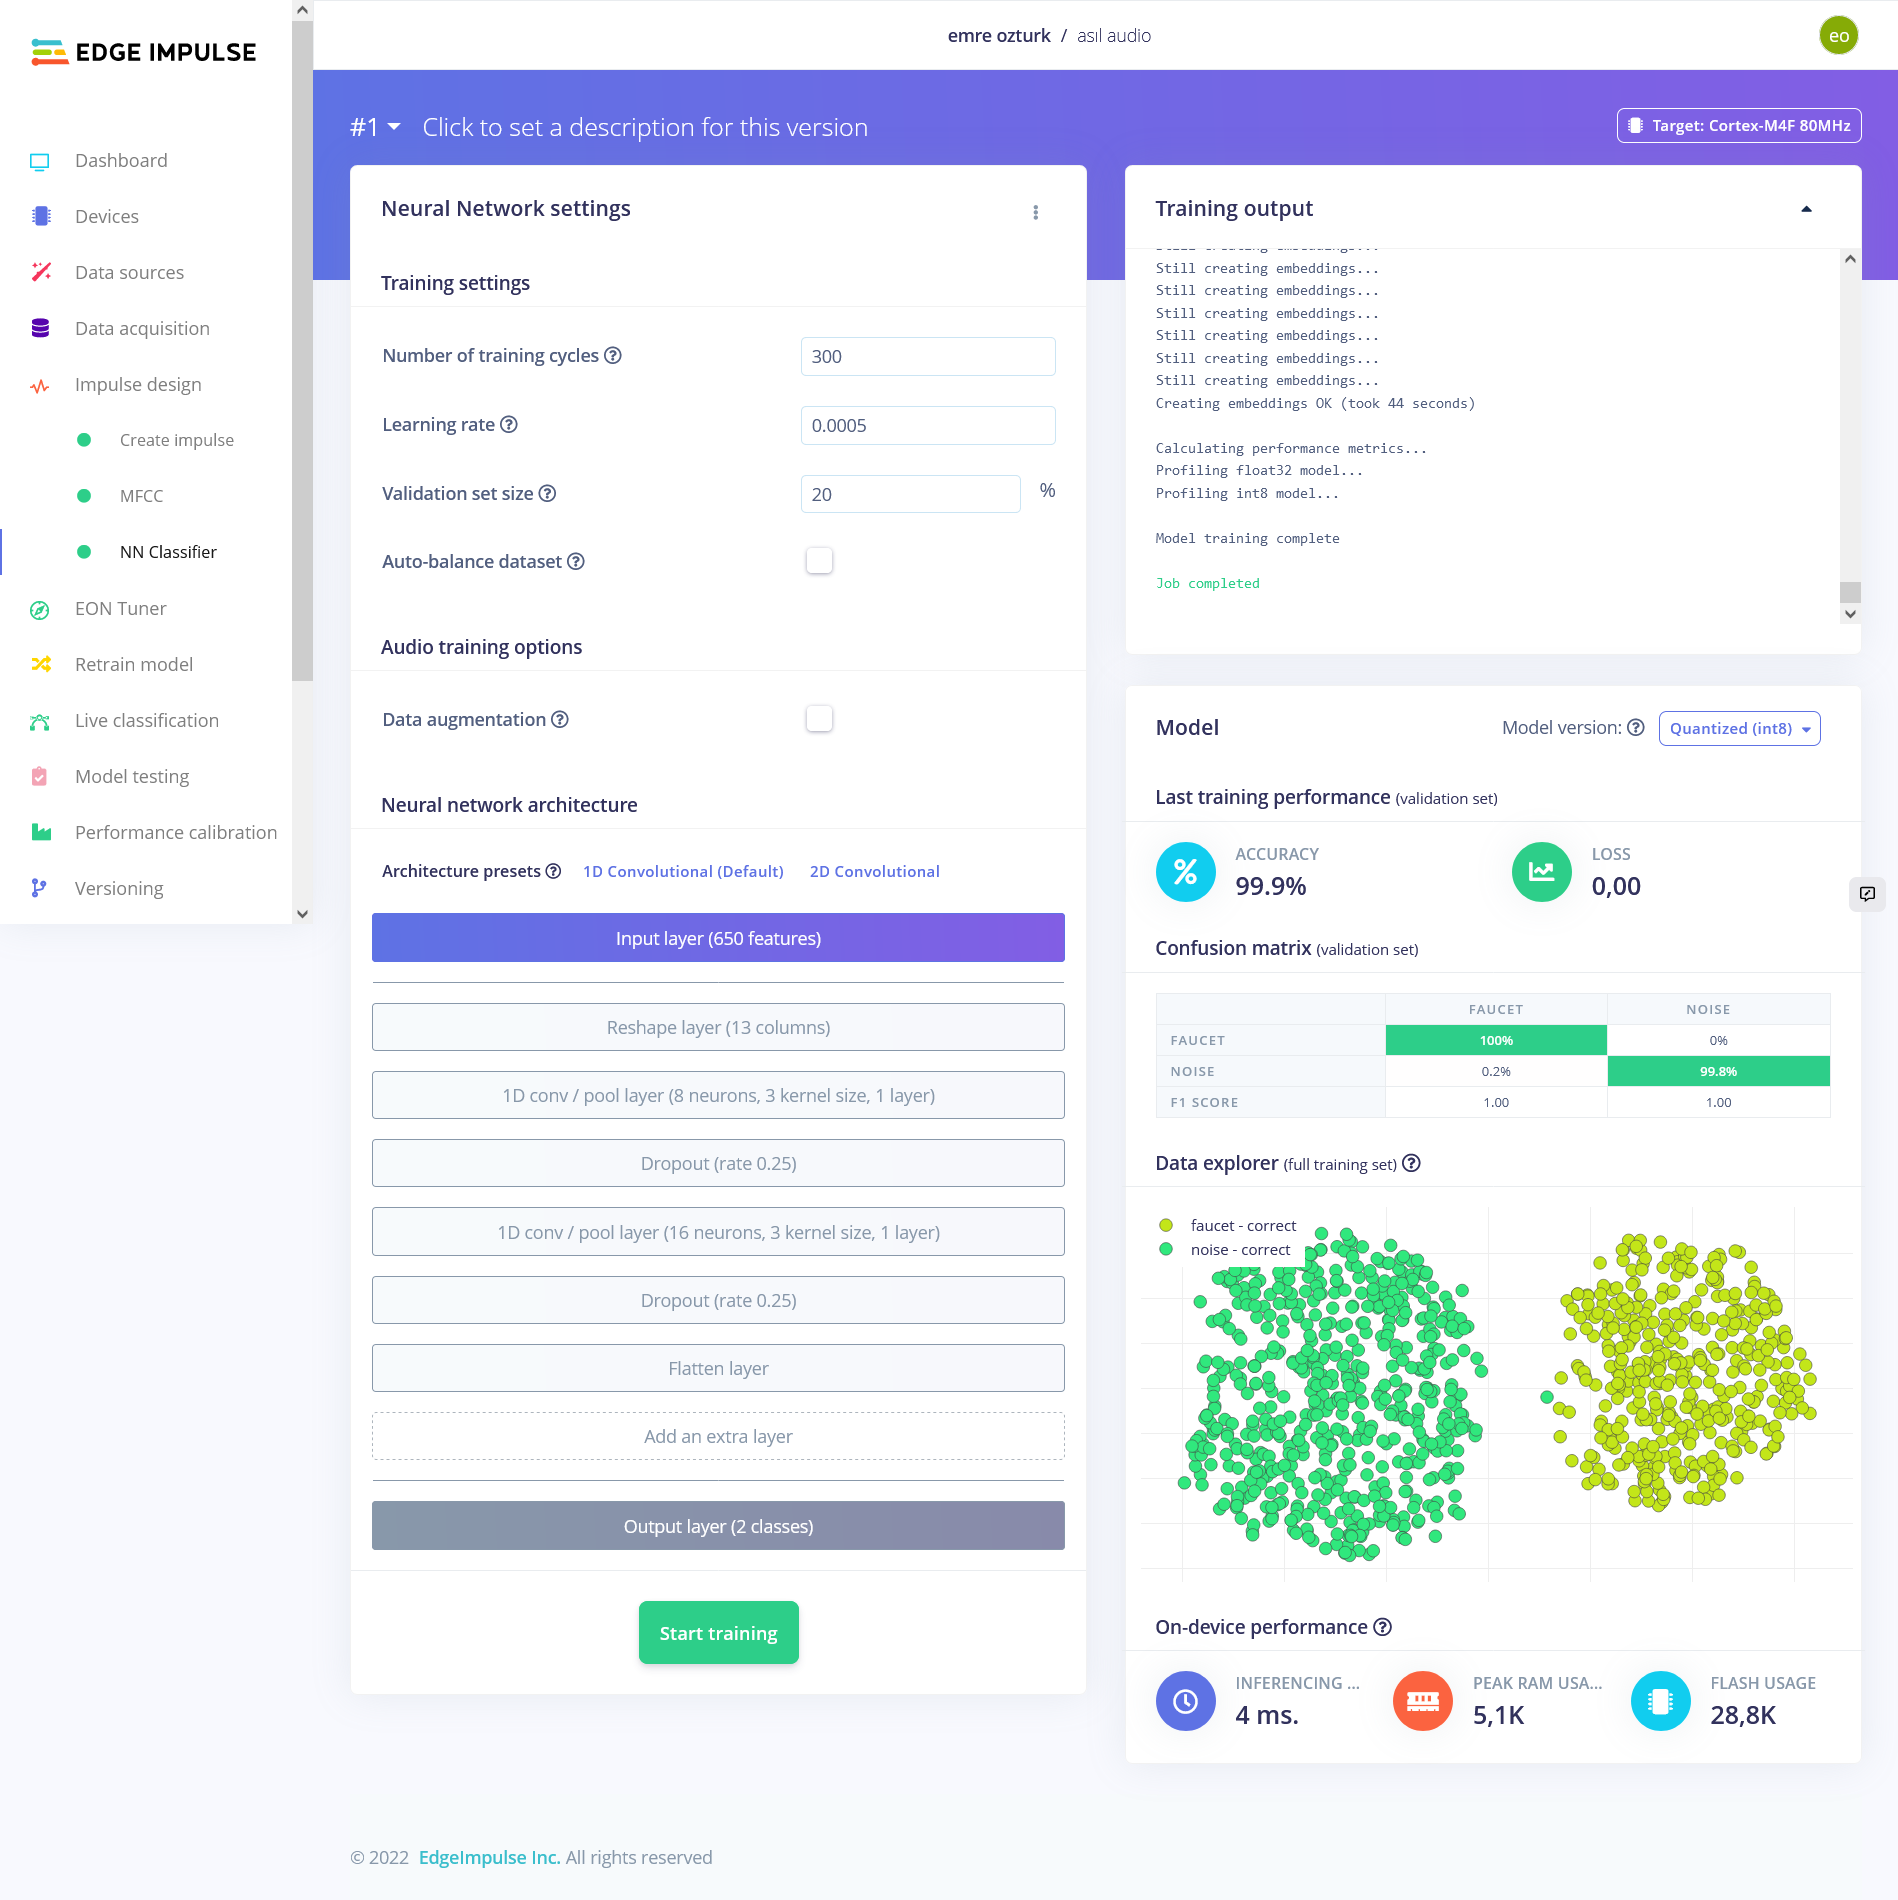 EDGE IMPULSE
Dashboard
Devices
Data sources
Data acquisition
Impulse design
Create impulse
MFCC
NN Classifier
EON Tuner
Retrain model
Live classification
Model testing
Performance calibration
Versioning
emre ozturk / asıl audio
eo
#1 Click to set a description for this version
Target: Cortex-M4F 80MHz
Neural Network settings
Training settings
Number of training cycles ?
300
Learning rate ?
0.0005
Validation set size ?
20 %
Auto-balance dataset ?
Audio training options
Data augmentation ?
Neural network architecture
Architecture presets ? 1D Convolutional (Default) 2D Convolutional
Input layer (650 features)
Reshape layer (13 columns)
1D conv / pool layer (8 neurons, 3 kernel size, 1 layer)
Dropout (rate 0.25)
1D conv / pool layer (16 neurons, 3 kernel size, 1 layer)
Dropout (rate 0.25)
Flatten layer
Add an extra layer
Output layer (2 classes)
Start training
Training output
Still creating embeddings...
Still creating embeddings...
Still creating embeddings...
Still creating embeddings...
Still creating embeddings...
Still creating embeddings...
Still creating embeddings...
Creating embeddings OK (took 44 seconds)
Calculating performance metrics...
Profiling float32 model...
Profiling int8 model...
Model training complete
Job completed
Model
Model version: ? Quantized (int8)
Last training performance (validation set)
% ACCURACY
99.9%
LOSS
0,00
Confusion matrix (validation set)
FAUCET NOISE
FAUCET 100% 0%
NOISE 0.2% 99.8%
F1 SCORE 1.00 1.00
Data explorer (full training set) ?
faucet - correct
noise - correct
On-device performance ?
INFERENCING ...
4 ms.
PEAK RAM USA...
5,1K
FLASH USAGE
28,8K
© 2022 EdgeImpulse Inc. All rights reserved